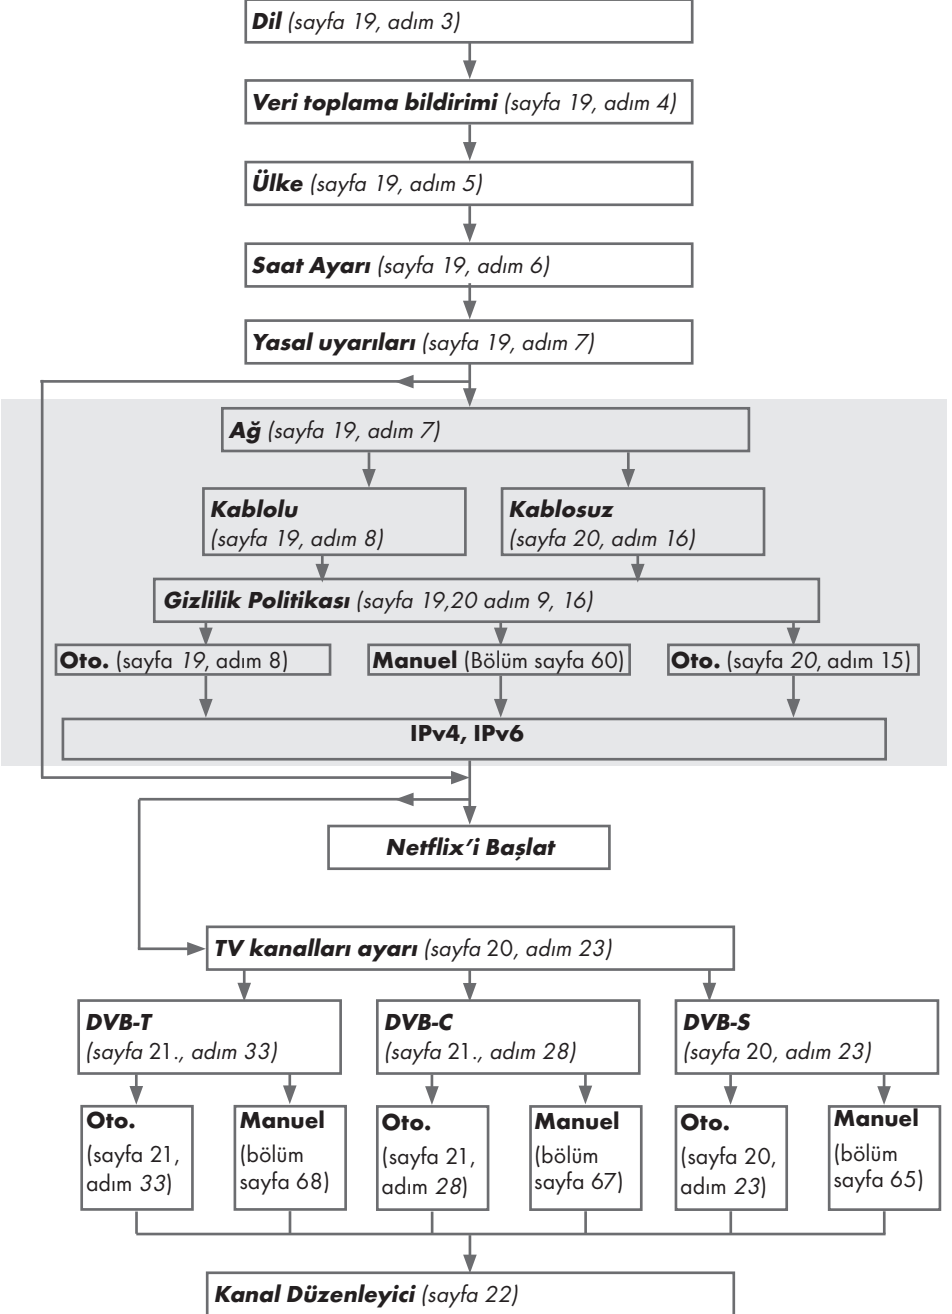 Dil (sayfa 19, adım 3)
Veri toplama bildirimi (sayfa 19, adım 4)
Ülke (sayfa 19, adım 5)
Saat Ayarı (sayfa 19, adım 6)
Yasal uyarıları (sayfa 19, adım 7)
Ağ (sayfa 19, adım 7)
Kablolu
(sayfa 19, adım 8)
Kablosuz
(sayfa 20, adım 16)
Gizlilik Politikası (sayfa 19,20 adım 9, 16)
Oto. (sayfa 19, adım 8)
Manuel (Bölüm sayfa 60)
Oto. (sayfa 20, adım 15)
IPv4, IPv6
Netflix’i Başlat
TV kanalları ayarı (sayfa 20, adım 23)
DVB-T
(sayfa 21., adım 33)
DVB-C
(sayfa 21., adım 28)
DVB-S
(sayfa 20, adım 23)
Oto.
(sayfa 21,
adım 33)
Manuel
(bölüm
sayfa 68)
Oto.
(sayfa 21,
adım 28)
Manuel
(bölüm
sayfa 67)
Oto.
(sayfa 20,
adım 23)
Manuel
(bölüm
sayfa 65)
Kanal Düzenleyici (sayfa 22)